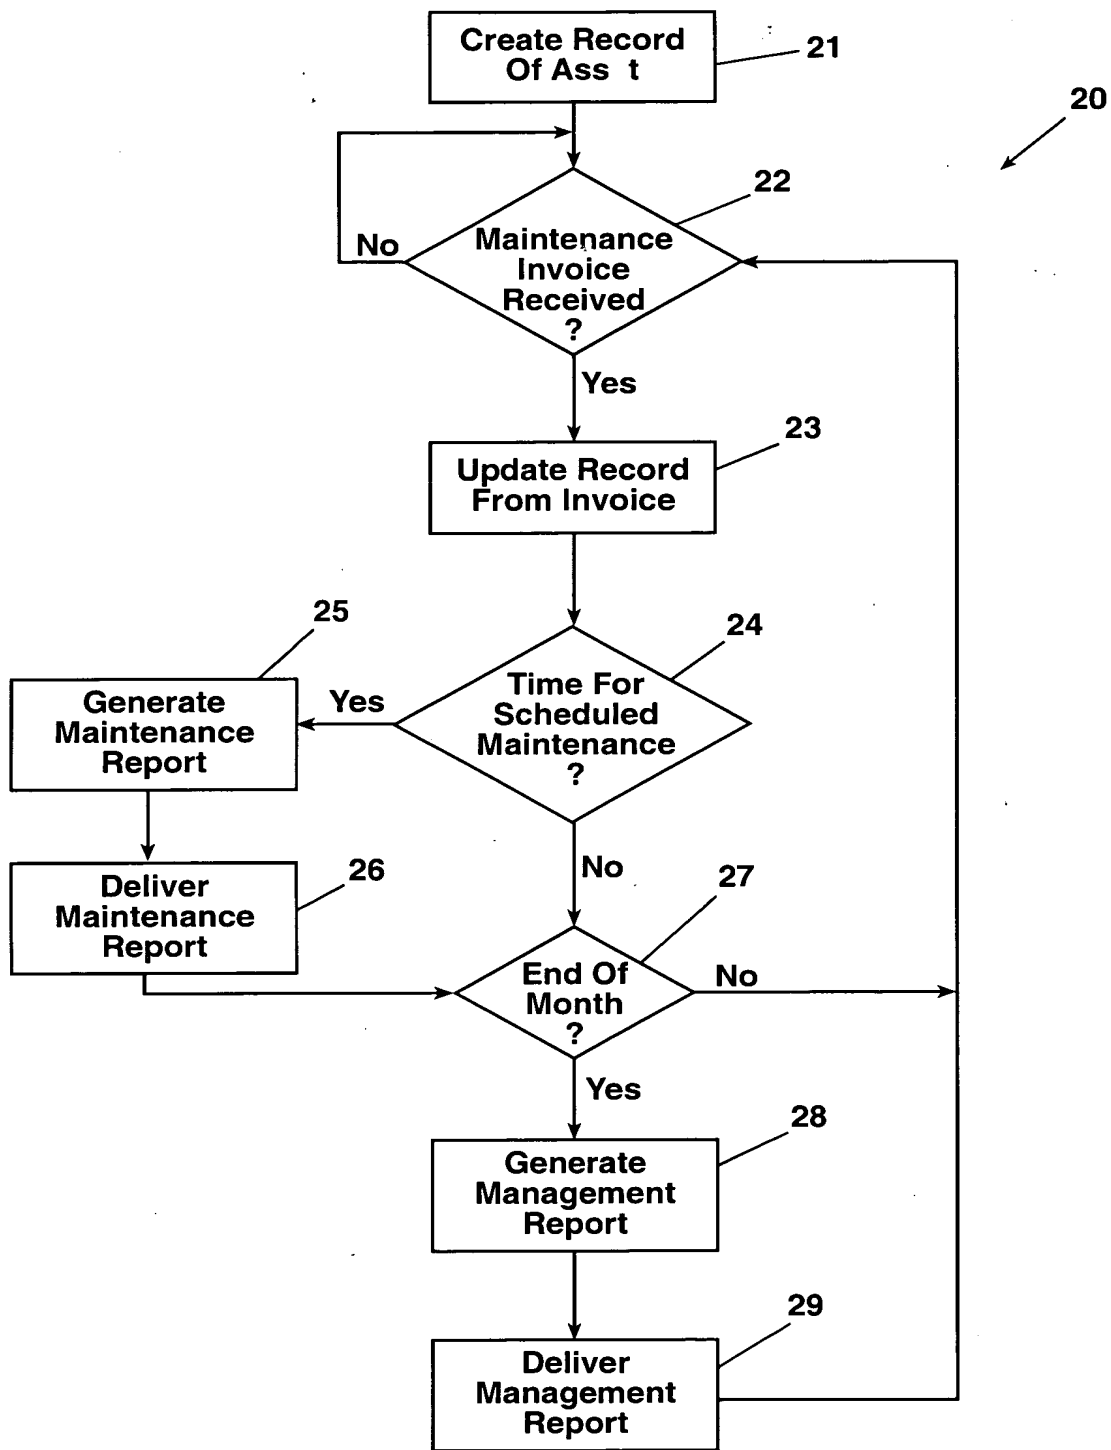 Create Record
Of Ass t
21
20
22
Maintenance
Invoice
Received
?
No
Yes
23
Update Record
From Invoice
24
Time For
Scheduled
Maintenance
?
Yes
25
Generate
Maintenance
Report
26
Deliver
Maintenance
Report
No
27
End Of
Month
?
No
Yes
28
Generate
Management
Report
29
Deliver
Management
Report